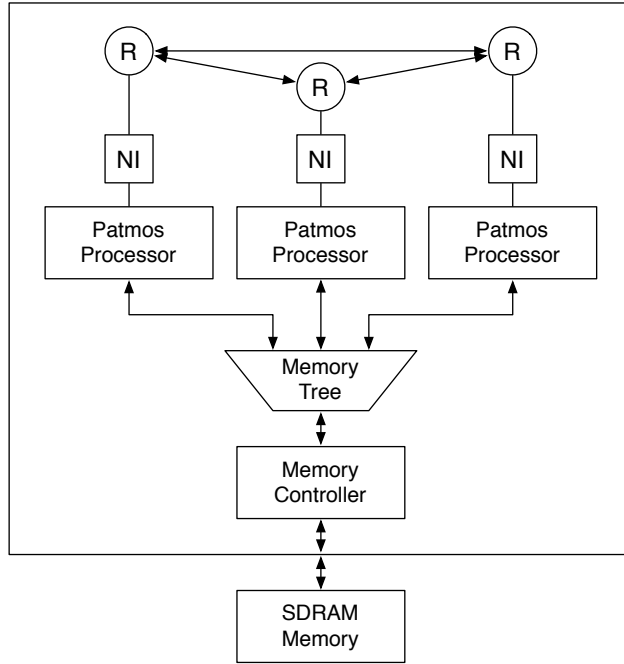 R
R
R
NI
NI
NI
Patmos
Processor
Patmos
Processor
Patmos
Processor
Memory
Tree
Memory
Controller
SDRAM
Memory